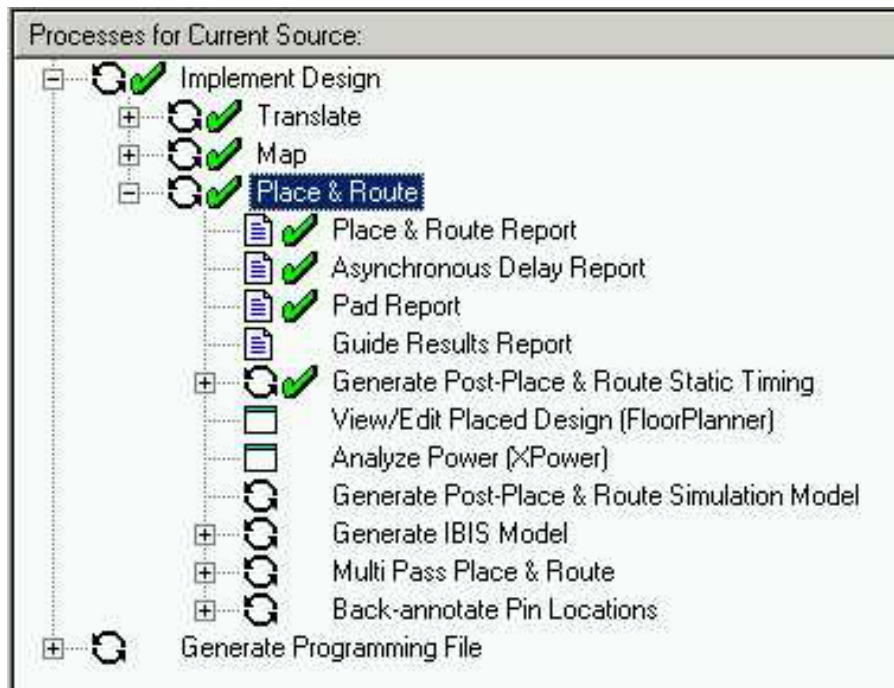 Processes for Current Source:
Implement Design
Translate
Map
Place & Route
Place & Route Report
Asynchronous Delay Report
Pad Report
Guide Results Report
Generate Post-Place & Route Static Timing
View/Edit Placed Design (FloorPlanner)
Analyze Power (XPower)
Generate Post-Place & Route Simulation Model
Generate IBIS Model
Multi Pass Place & Route
Back-annotate Pin Locations
Generate Programming File